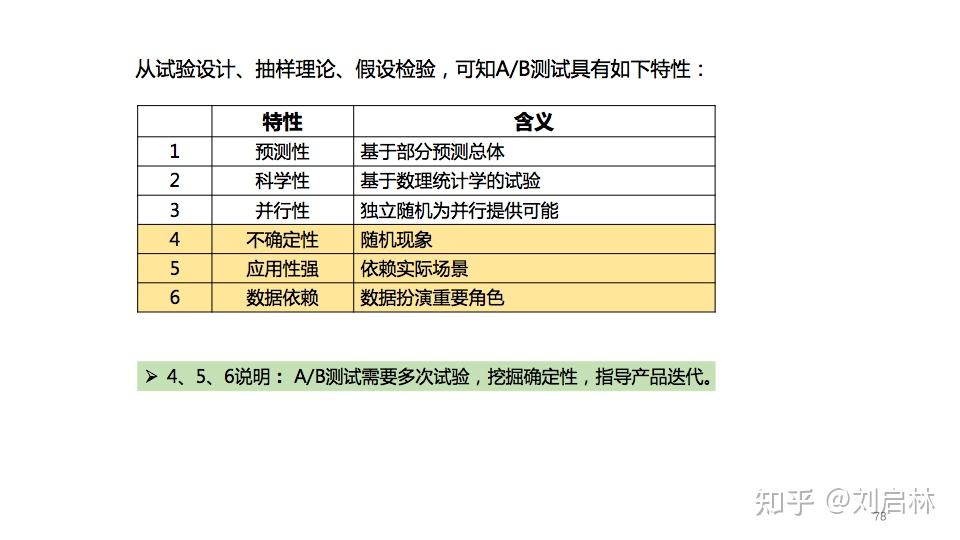 从试验设计、抽样理论、假设检验，可知A/B测试具有如下特性：
特性 含义
1 预测性 基于部分预测总体
2 科学性 基于数理统计学的试验
3 并行性 独立随机为并行提供可能
4 不确定性 随机现象
5 应用性强 依赖实际场景
6 数据依赖 数据扮演重要角色
➢ 4、5、6说明： A/B测试需要多次试验，挖掘确定性，指导产品迭代。
知乎 @刘启林
78